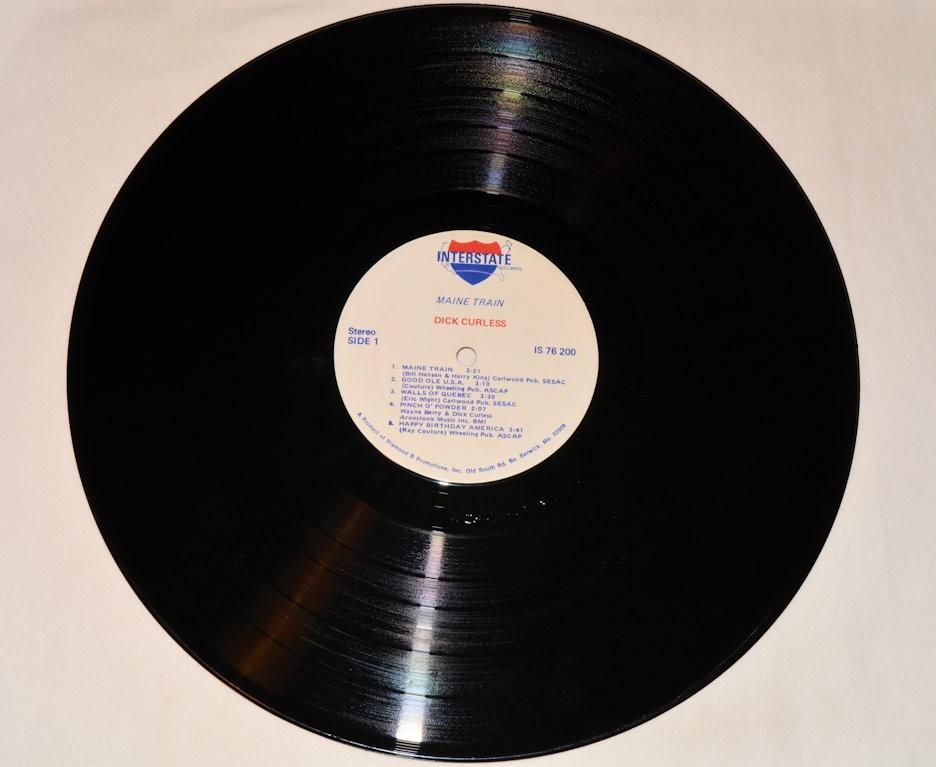 INTERSTATE
RECORDS
MAINE TRAIN
DICK CURLESS
Stereo
SIDE 1
IS 76 200
1. MAINE TRAIN 3:21
(Bill Hansen & Harry King) Carlwood Pub. SESAC
2. GOOD OLE U.S.A. 3:10
(Couture) Wheeling Pub. ASCAP
3. WALLS OF QUEBEC 3:30
(Eric Wight) Carlwood Pub. SESAC
4. PINCH O' POWDER 2:07
Wayne Berry & Dick Curless
Aroostook Music Inc. BMI
5. HAPPY BIRTHDAY AMERICA 3:41
(Ray Couture) Wheeling Pub. ASCAP
A Product of Diamond B Promotions, Inc. Old South Rd. So. Berwick, Me. 03908